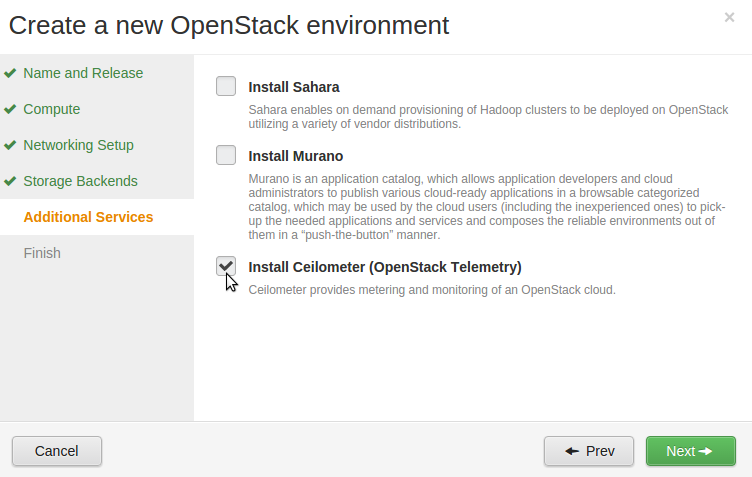 Create a new OpenStack environment
×
Name and Release
Compute
Networking Setup
Storage Backends
Additional Services
Finish
Install Sahara
Sahara enables on demand provisioning of Hadoop clusters to be deployed on OpenStack
utilizing a variety of vendor distributions.
Install Murano
Murano is an application catalog, which allows application developers and cloud
administrators to publish various cloud-ready applications in a browsable categorized
catalog, which may be used by the cloud users (including the inexperienced ones) to pick-
up the needed applications and services and composes the reliable environments out of
them in a “push-the-button” manner.
Install Ceilometer (OpenStack Telemetry)
Ceilometer provides metering and monitoring of an OpenStack cloud.
Cancel
Prev
Next